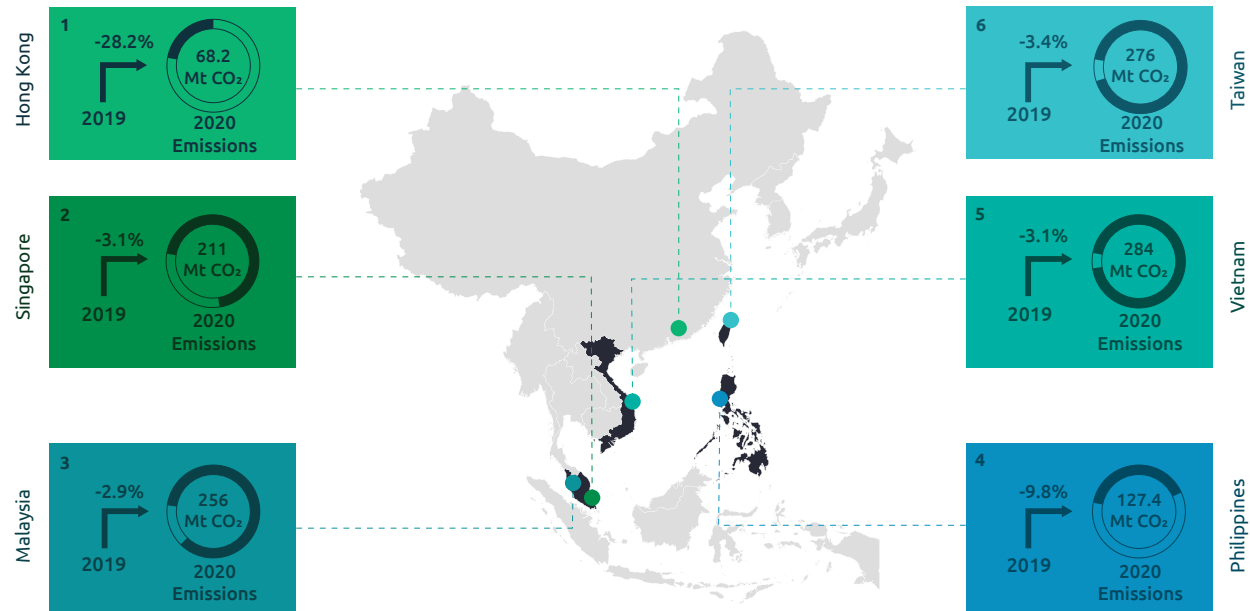 Hong Kong
1
-28.2%
2019
68.2
Mt CO₂
2020
Emissions
Singapore
2
-3.1%
2019
211
Mt CO₂
2020
Emissions
Malaysia
3
-2.9%
2019
256
Mt CO₂
2020
Emissions
6
-3.4%
2019
276
Mt CO₂
2020
Emissions
Taiwan
5
-3.1%
2019
284
Mt CO₂
2020
Emissions
Vietnam
4
-9.8%
2019
127.4
Mt CO₂
2020
Emissions
Philippines